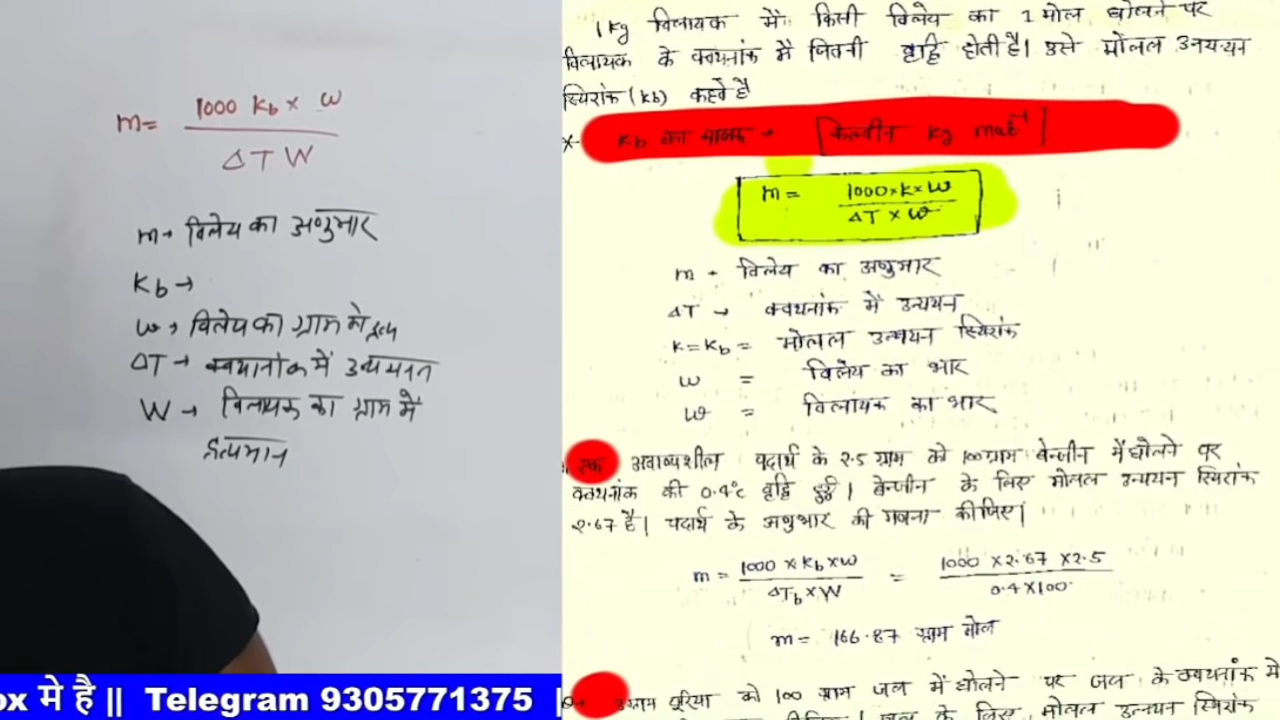 m= 1000 Kb x w
ΔT W
m→ विलेय का अणुभार
Kb →
w → विलेय का ग्राम मे द्रव्य
ΔT → क्वथनांक में उन्नयन
W → विलायक का ग्राम में
द्रव्यमान
1kg विलायक में किसी विलेय का 1 मोल घोलने पर
विलायक के क्वथनांक में जितनी वृद्धि होती है। उसे मोलल उन्नयन
स्थिरांक (Kb) कहते है
* Kb का मात्रक → केल्वीन kg mol⁻¹
m = 1000×K×W
ΔT × W
m - विलेय का अणुभार
ΔT → क्वथनांक में उन्नयन
K=Kb = मोलल उन्नयन स्थिरांक
w = विलेय का भार
W = विलायक का भार
एक अवाष्पशील पदार्थ के 2.5 ग्राम को 100 ग्राम बेन्जीन में घोलने पर
क्वथनांक की 0.4°c वृद्धि हुई। बेन्जीन के लिए मोलल उन्नयन स्थिरांक
2.67 है। पदार्थ के अणुभार की गणना कीजिए।
m = 1000 × Kb × w = 1000 × 2.67 × 2.5
ΔTb × W 0.4 × 100
m = 166.87 ग्राम मोल
यूरिया को 100 ग्राम जल में घोलने पर जल के क्वथनांक मे
के लिए मोलल उन्नयन स्थिरांक
ox मे है || Telegram 9305771375 |